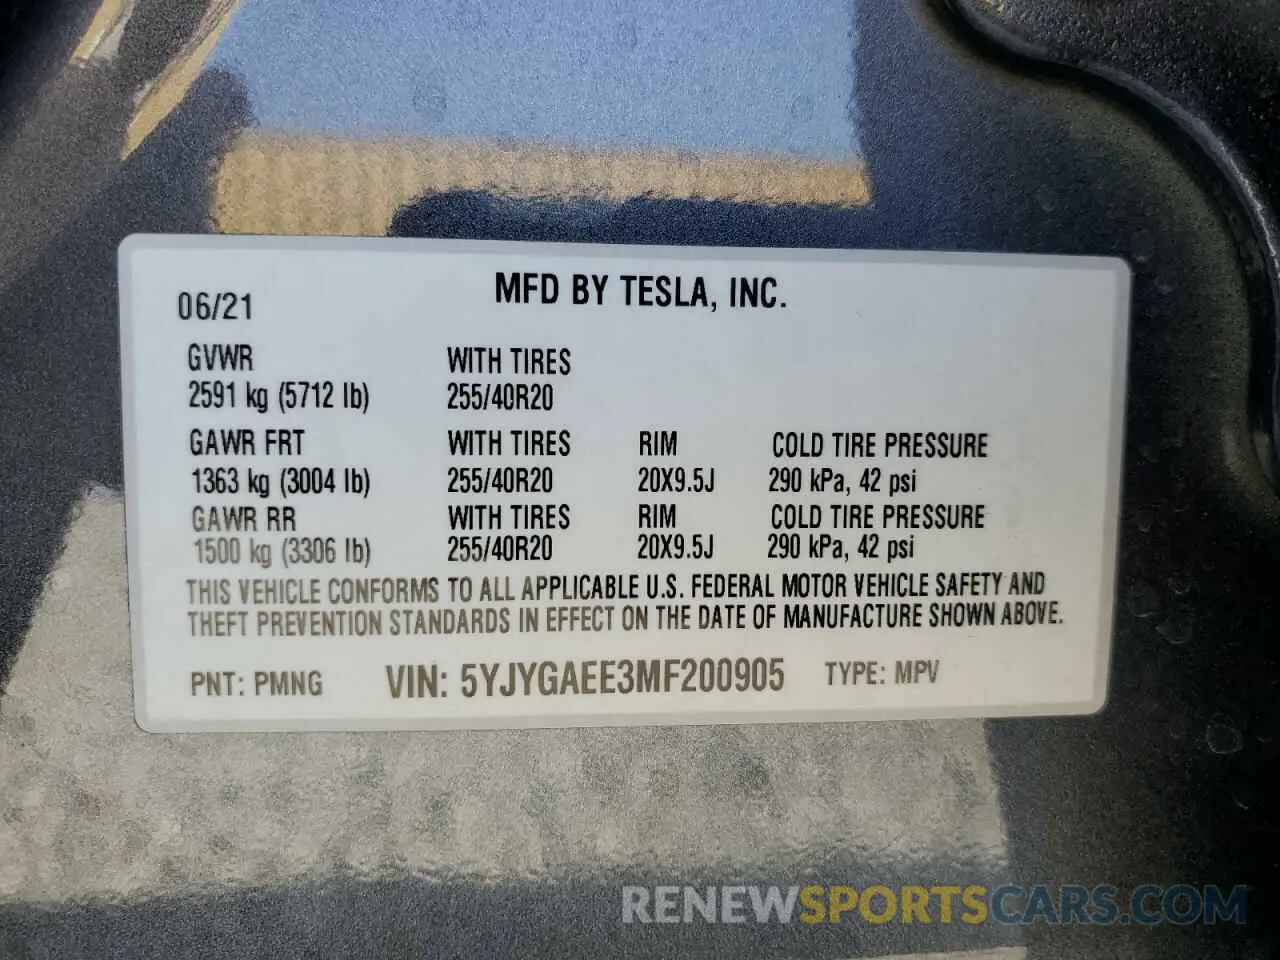 06/21 MFD BY TESLA, INC.
GVWR WITH TIRES
2591 kg (5712 lb) 255/40R20
GAWR FRT WITH TIRES RIM COLD TIRE PRESSURE
1363 kg (3004 lb) 255/40R20 20X9.5J 290 kPa, 42 psi
GAWR RR WITH TIRES RIM COLD TIRE PRESSURE
1500 kg (3306 lb) 255/40R20 20X9.5J 290 kPa, 42 psi
THIS VEHICLE CONFORMS TO ALL APPLICABLE U.S. FEDERAL MOTOR VEHICLE SAFETY AND
THEFT PREVENTION STANDARDS IN EFFECT ON THE DATE OF MANUFACTURE SHOWN ABOVE.
PNT: PMNG VIN: 5YJYGAEE3MF200905 TYPE: MPV
RENEWSPORTSCARS.COM